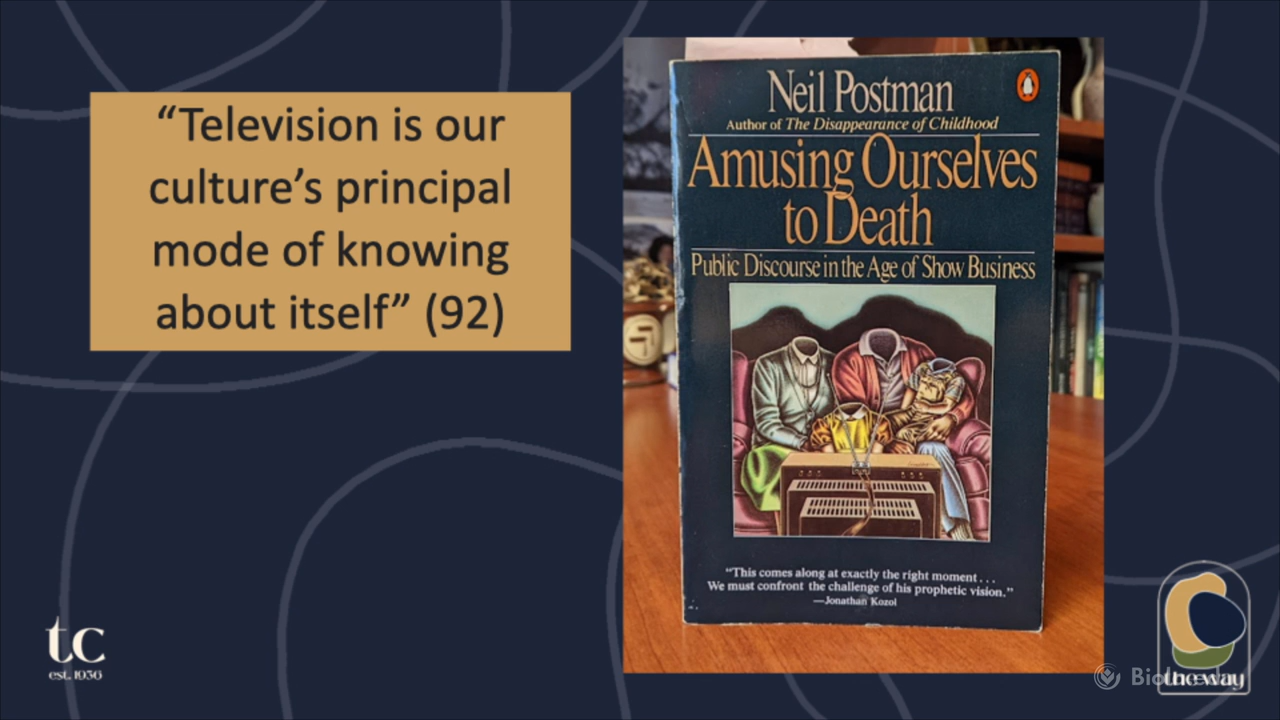 “Television is our
culture’s principal
mode of knowing
about itself” (92)
Neil Postman
Author of The Disappearance of Childhood
Amusing Ourselves
to Death
Public Discourse in the Age of Show Business
“This comes along at exactly the right moment . . .
We must confront the challenge of his prophetic vision.”
—Jonathan Kozol
tc
est. 1936
the way